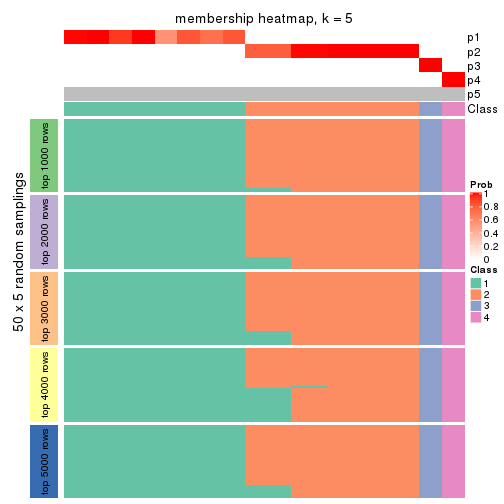 membership heatmap, k = 5
p1
p2
p3
p4
p5
Class
50 x 5 random samplings
top 1000 rows
top 2000 rows
top 3000 rows
top 4000 rows
top 5000 rows
Prob
1
0.8
0.6
0.4
0.2
0
Class
1
2
3
4